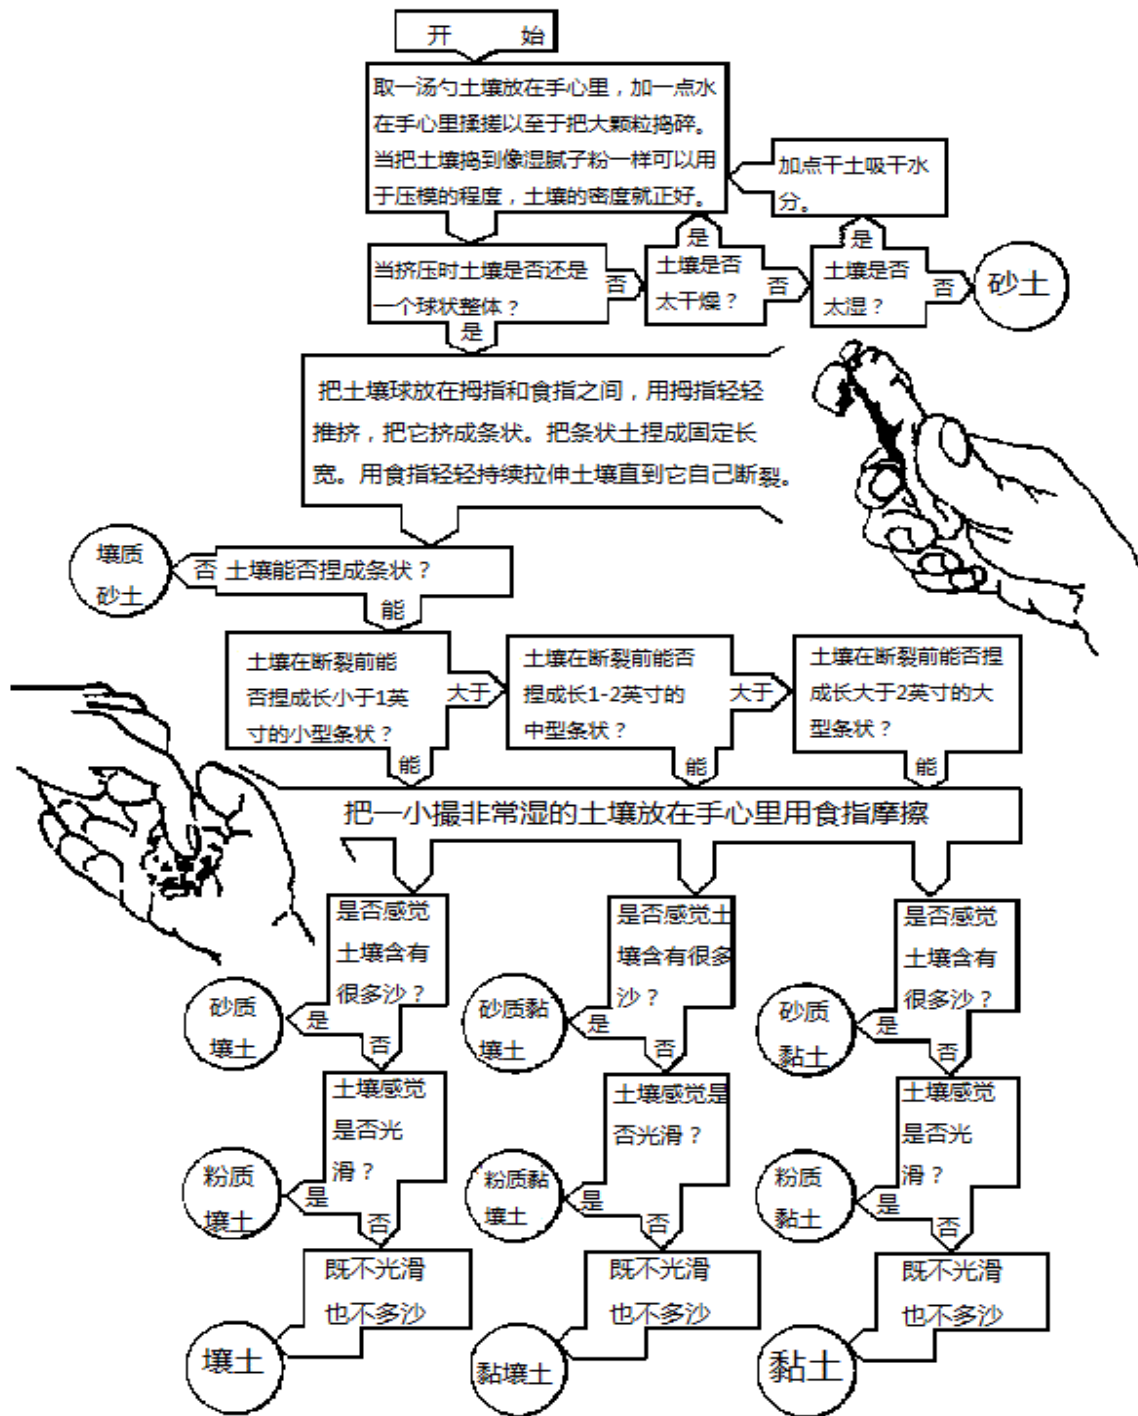 开 始
取一汤勺土壤放在手心里，加一点水
在手心里揉搓以至于把大颗粒捣碎。
当把土壤捣到像湿腻子粉一样可以用
于压模的程度，土壤的密度就正好。
加点干土吸干水
分。
是
是
当挤压时土壤是否还是
一个球状整体？
否
土壤是否
太干燥？
否
土壤是否
太湿？
否
砂土
是
把土壤球放在拇指和食指之间，用拇指轻轻
推挤，把它挤成条状。把条状土捏成固定长
宽。用食指轻轻持续拉伸土壤直到它自己断裂。
壤质
砂土
否
土壤能否捏成条状？
能
土壤在断裂前能
否捏成长小于1英
寸的小型条状？
大于
土壤在断裂前能否
捏成长1-2英寸的
中型条状？
大于
土壤在断裂前能否捏
成长大于2英寸的大
型条状？
能
能
能
把一小撮非常湿的土壤放在手心里用食指摩擦
是否感觉
土壤含有
很多沙？
是否感觉土
壤含有很多
沙？
是否感觉
土壤含有
很多沙？
砂质
壤土
是
否
砂质黏
壤土
是
否
砂质
黏土
是
否
土壤感觉
是否光
滑？
土壤感觉是
否光滑？
土壤感觉
是否光
滑？
粉质
壤土
是
否
粉质黏
壤土
是
否
粉质
黏土
是
否
既不光滑
也不多沙
既不光滑
也不多沙
既不光滑
也不多沙
壤土
黏壤土
黏土